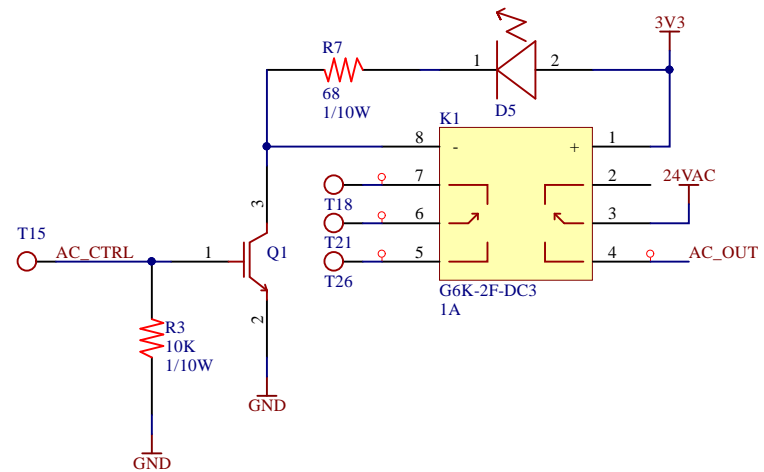 3V3
R7
1
2
68
1/10W
D5
K1
8
-
+
1
7
2
24VAC
T18
3
6
3
T21
T15
AC_CTRL
1
Q1
5
4
AC_OUT
T26
G6K-2F-DC3
1A
2
R3
10K
1/10W
GND
GND